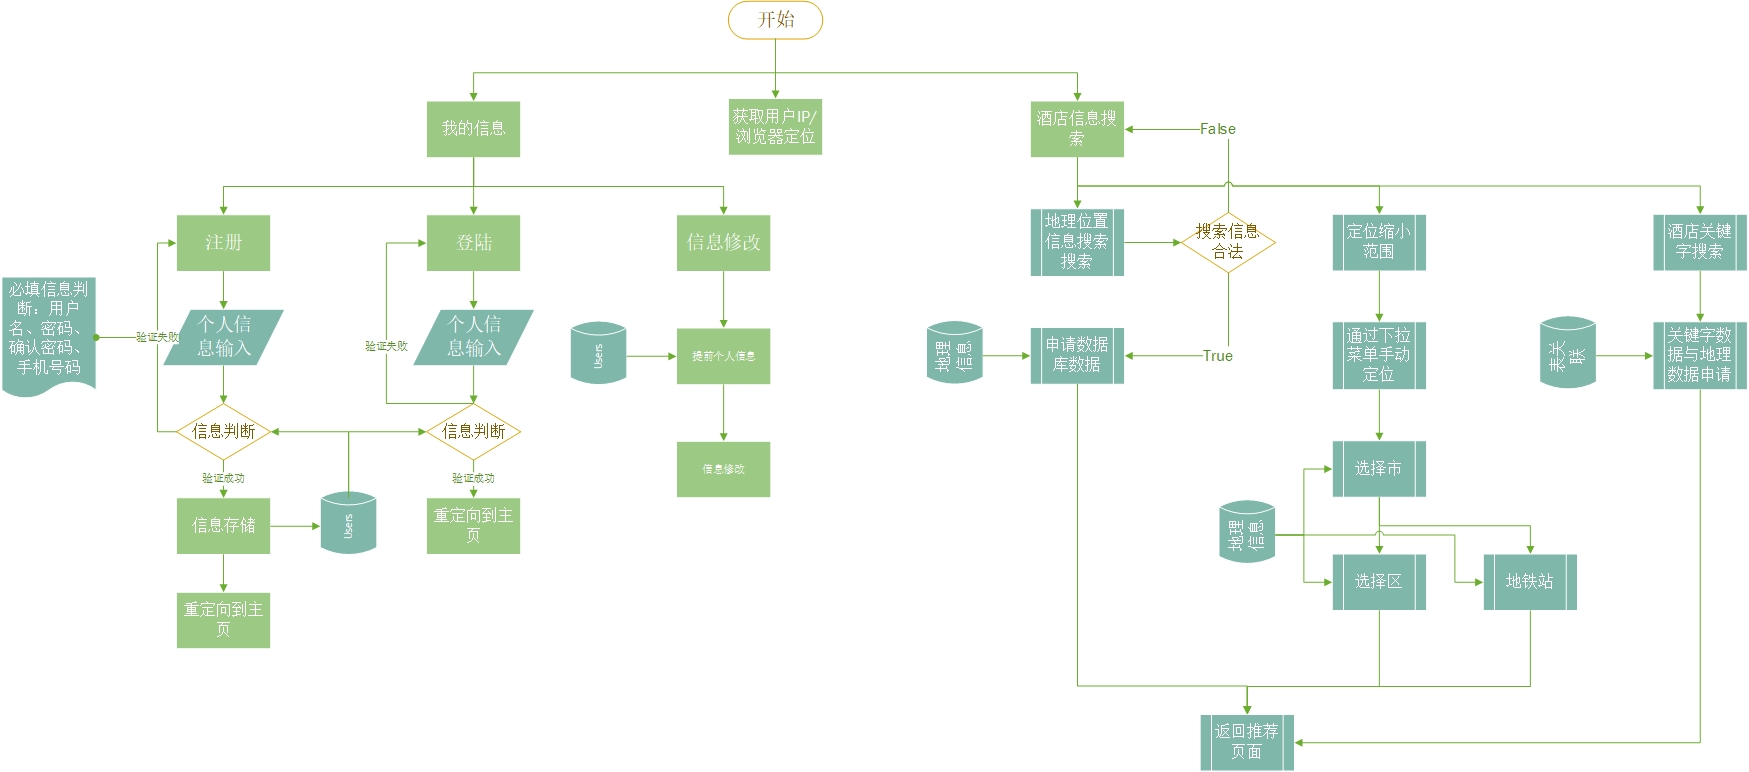 开始
我的信息
获取用户IP/
浏览器定位
酒店信息搜
索
False
注册
登陆
信息修改
地理位置
信息搜索
搜索
搜索信息
合法
定位缩小
范围
酒店关键
字搜索
必填信息判
断：用户
名、密码、
确认密码、
手机号码
验证失败
个人信
息输入
验证失败
个人信
息输入
Users
提前个人信息
地理
信息
申请数据
库数据
True
通过下拉
菜单手动
定位
表关
联
关键字数
据与地理
数据申请
信息判断
信息判断
信息修改
选择市
验证成功
验证成功
信息存储
Users
重定向到主
页
地理
信息
选择区
地铁站
重定向到主
页
返回推荐
页面